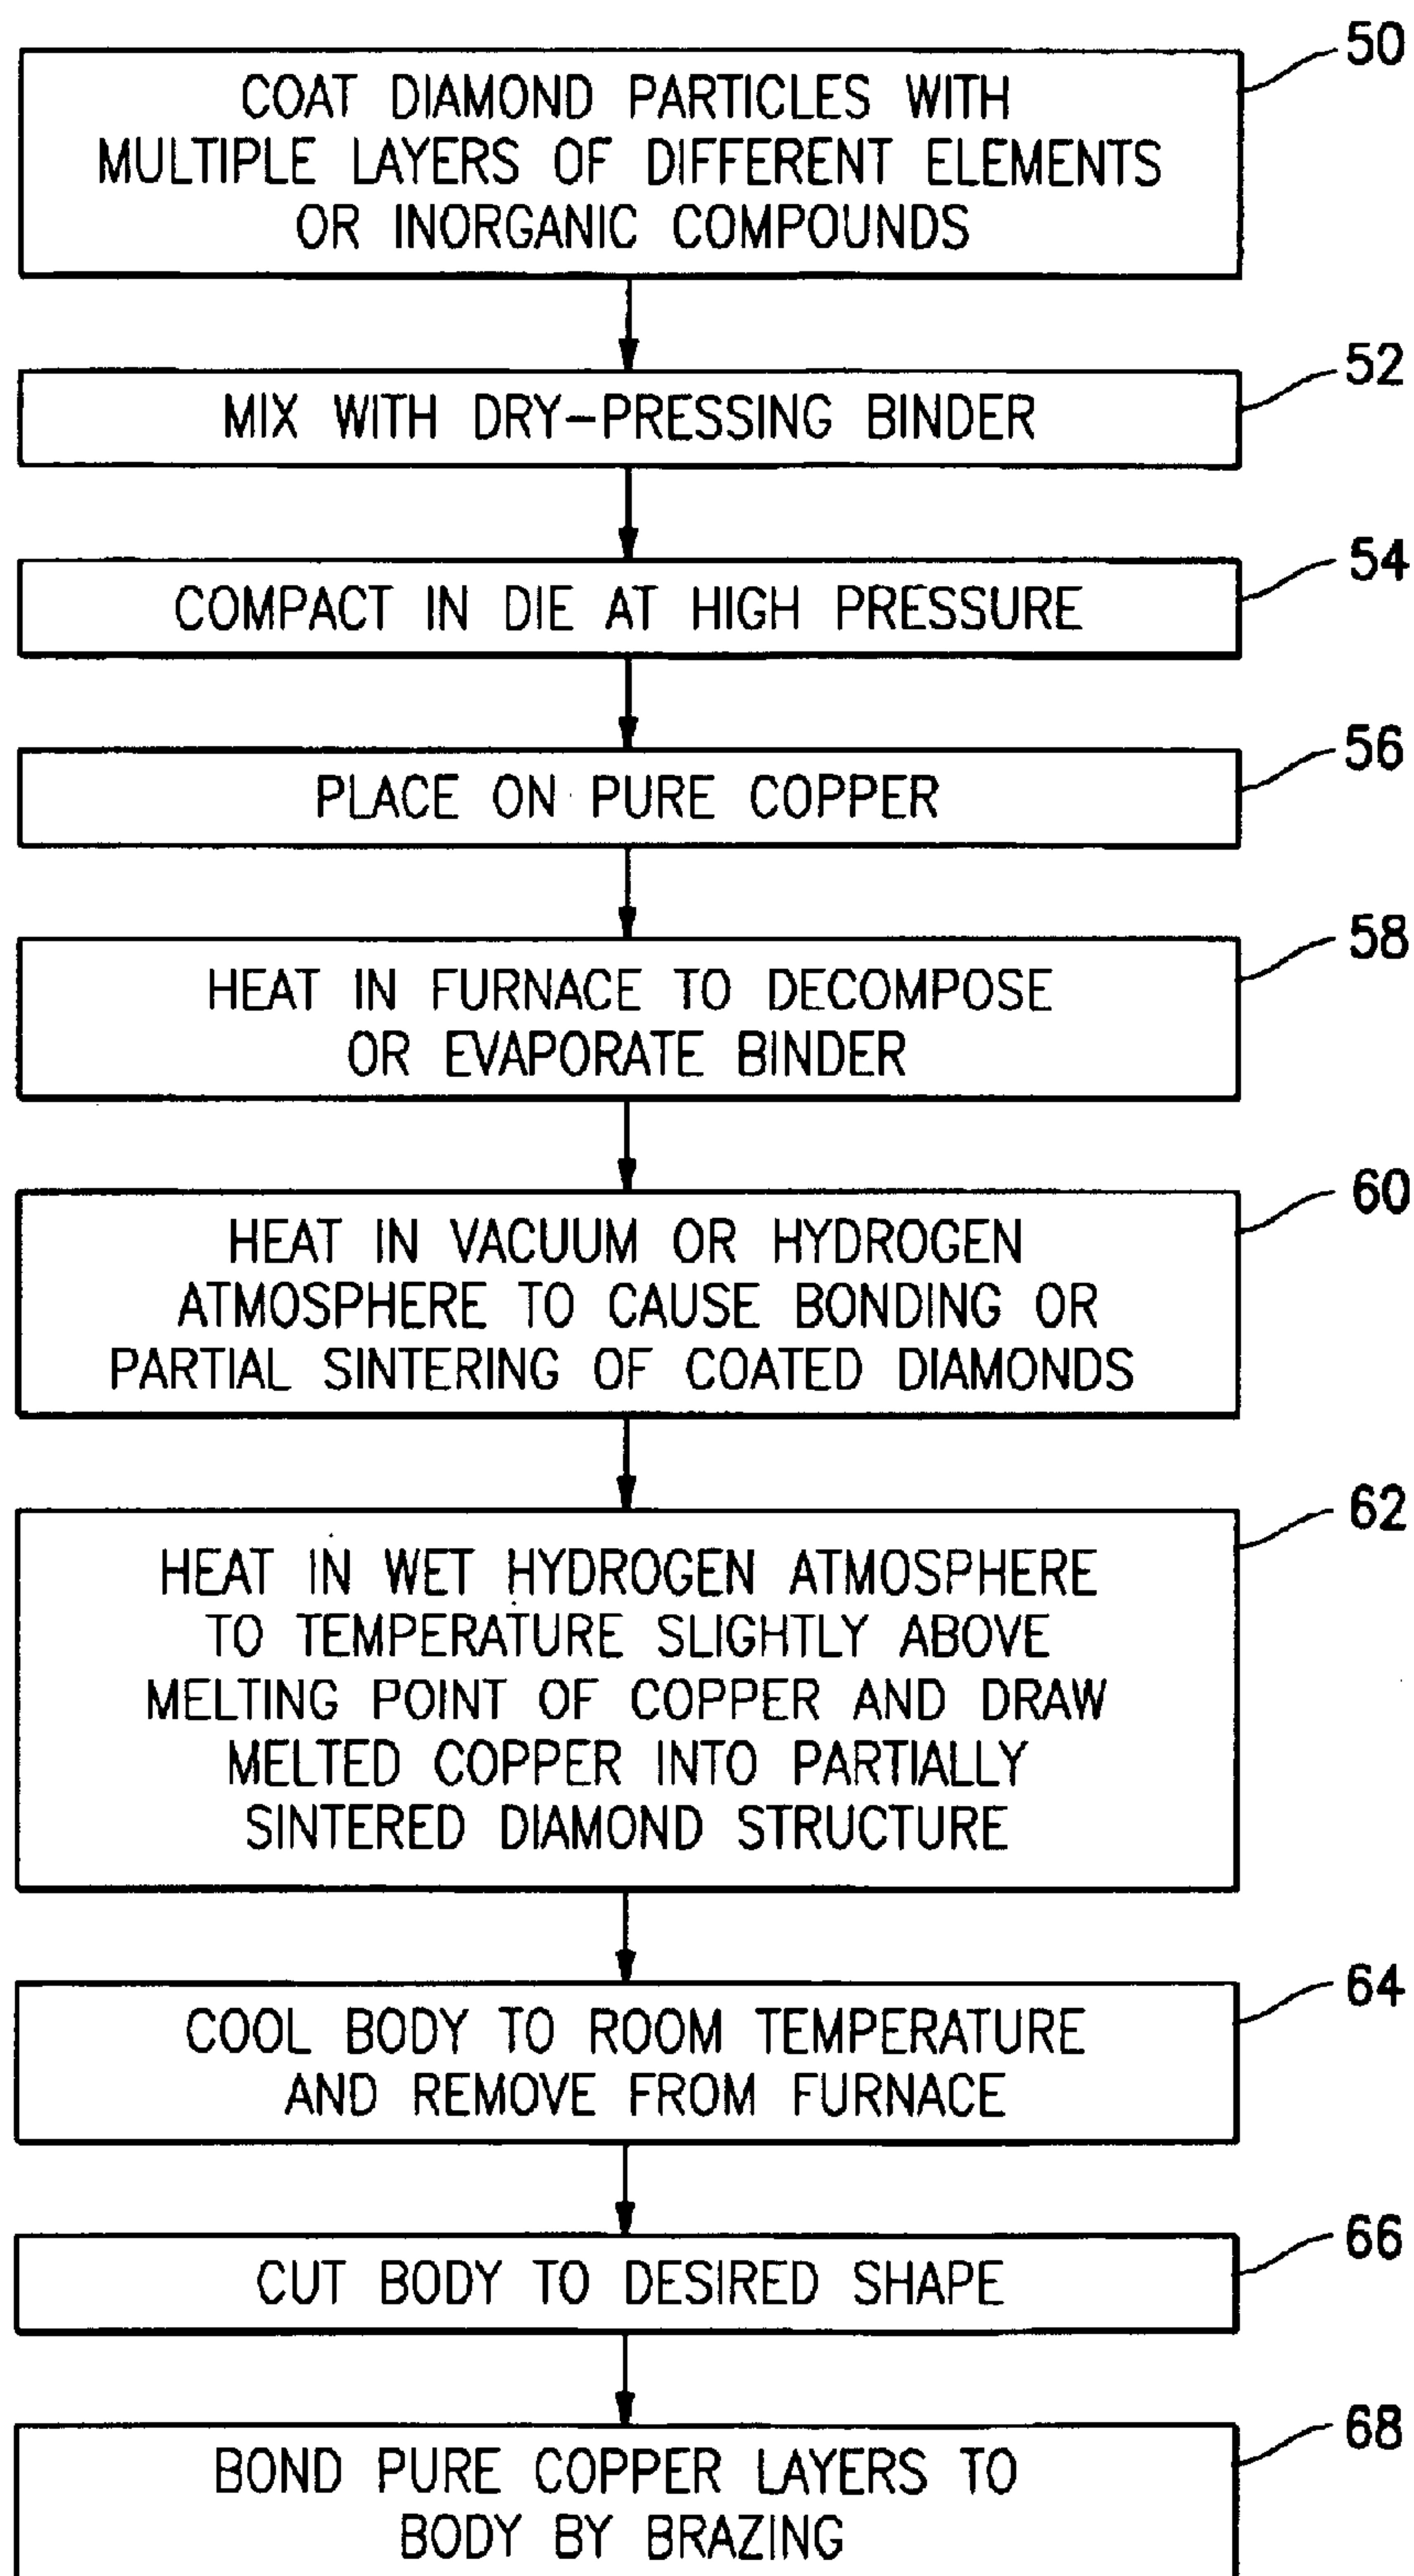 50
COAT DIAMOND PARTICLES WITH
MULTIPLE LAYERS OF DIFFERENT ELEMENTS
OR INORGANIC COMPOUNDS
52
MIX WITH DRY-PRESSING BINDER
54
COMPACT IN DIE AT HIGH PRESSURE
56
PLACE ON PURE COPPER
58
HEAT IN FURNACE TO DECOMPOSE
OR EVAPORATE BINDER
60
HEAT IN VACUUM OR HYDROGEN
ATMOSPHERE TO CAUSE BONDING OR
PARTIAL SINTERING OF COATED DIAMONDS
62
HEAT IN WET HYDROGEN ATMOSPHERE
TO TEMPERATURE SLIGHTLY ABOVE
MELTING POINT OF COPPER AND DRAW
MELTED COPPER INTO PARTIALLY
SINTERED DIAMOND STRUCTURE
64
COOL BODY TO ROOM TEMPERATURE
AND REMOVE FROM FURNACE
66
CUT BODY TO DESIRED SHAPE
68
BOND PURE COPPER LAYERS TO
BODY BY BRAZING